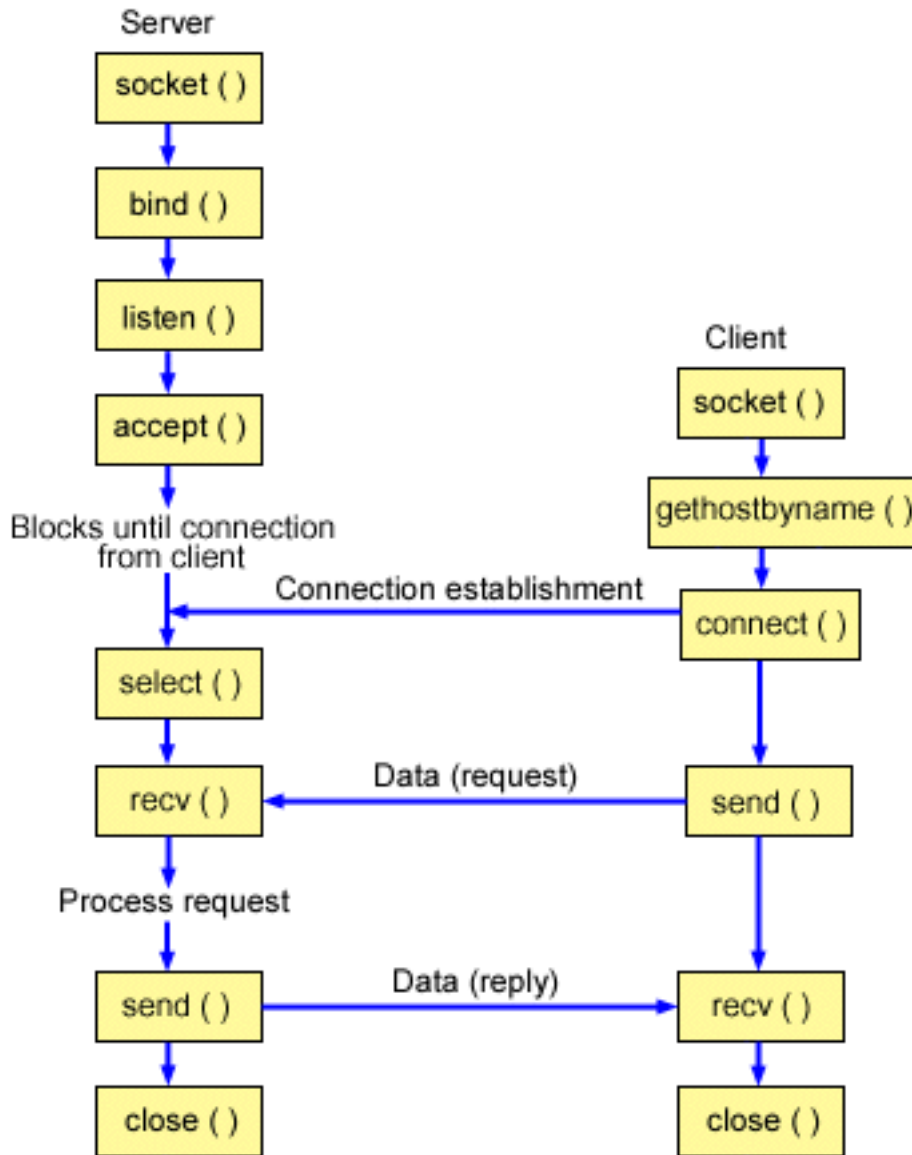 Server
socket ( )
bind ( )
listen ( )
accept ( )
Blocks until connection
from client
select ( )
recv ( )
Process request
send ( )
close ( )
Client
socket ( )
gethostbyname ( )
connect ( )
send ( )
recv ( )
close ( )
Connection establishment
Data (request)
Data (reply)